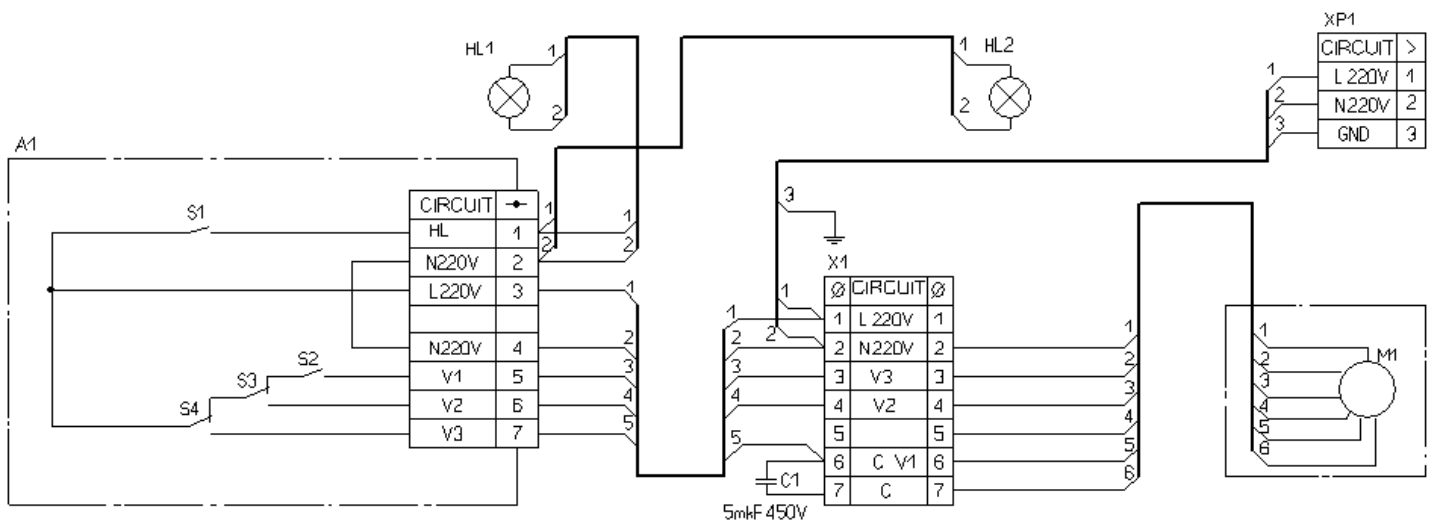 XP1
CIRCUIT >
L 220V 1
N220V 2
GND 3
1
2
3
HL1
1
2
1
2
HL2
A1
S1
S2
S3
S4
CIRCUIT
HL 1
N220V 2
L220V 3
N220V 4
V1 5
V2 6
V3 7
1
2
1
2
1
2
3
4
5
3
1
2
1
2
3
4
5
X1
Ø CIRCUIT Ø
1 L 220V 1
2 N220V 2
3 V3 3
4 V2 4
5 5
6 C V1 6
7 C 7
C1
5mkF 450V
1
2
3
4
5
6
1
2
3
4
5
6
M1